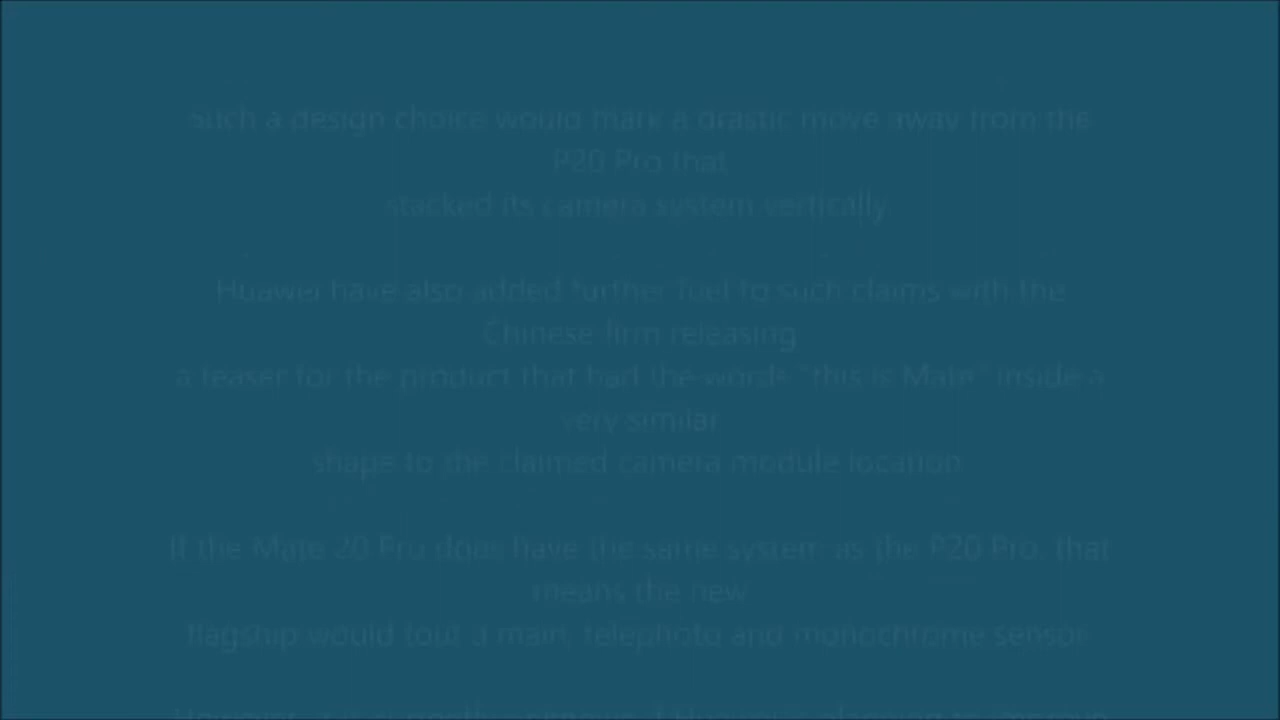 Such a design choice would mark a drastic move away from the
P20 Pro that
stacked its camera system vertically.
Huawei have also added further fuel to such claims with the
Chinese firm releasing
a teaser for the product that had the words "this is Mate" inside a
very similar
shape to the claimed camera module location.
If the Mate 20 Pro does have the same system as the P20 Pro, that
means the new
flagship would tout a main, telephoto and monochrome sensor.
However,